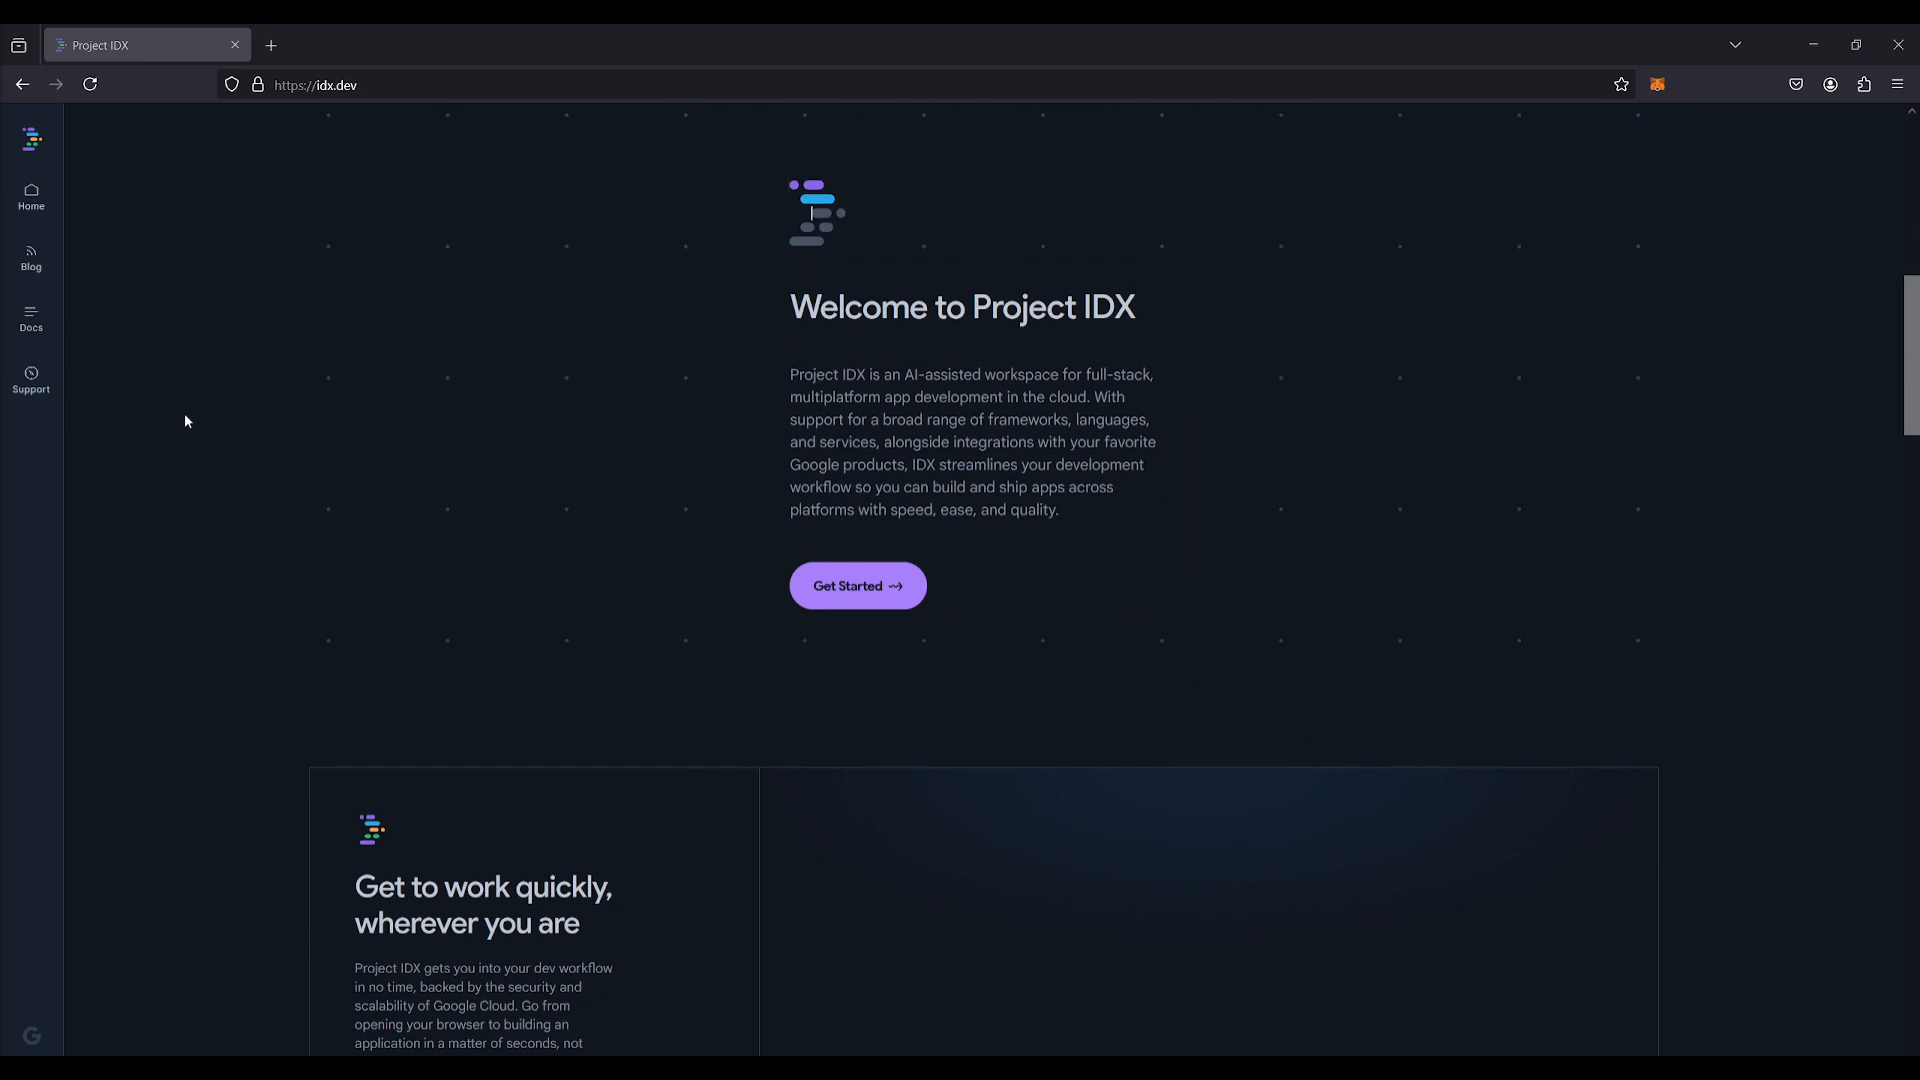 Project IDX
https://idx.dev
Home
Blog
Docs
Support
Welcome to Project IDX
Project IDX is an AI-assisted workspace for full-stack,
multiplatform app development in the cloud. With
support for a broad range of frameworks, languages,
and services, alongside integrations with your favorite
Google products, IDX streamlines your development
workflow so you can build and ship apps across
platforms with speed, ease, and quality.
Get Started
Get to work quickly,
wherever you are
Project IDX gets you into your dev workflow
in no time, backed by the security and
scalability of Google Cloud. Go from
opening your browser to building an
application in a matter of seconds, not
G